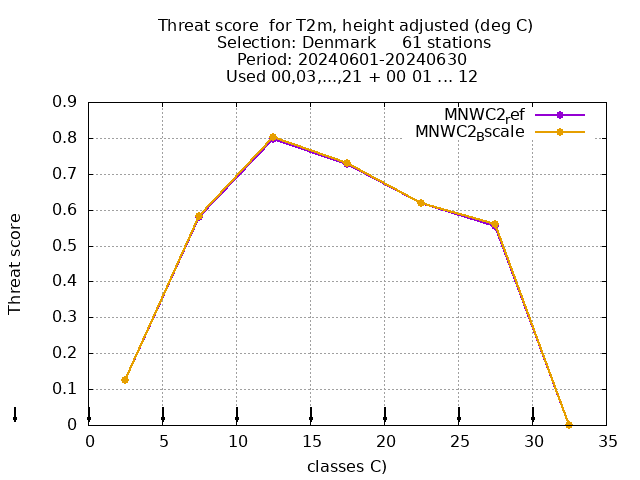 Threat score  for T2m, height adjusted (deg C)
Selection: Denmark     61 stations
Period: 20240601-20240630
Used 00,03,...,21 + 00 01 ... 12
MNWC2ref
MNWC2Bscale
0.9
0.8
0.7
0.6
0.5
0.4
0.3
0.2
0.1
0
Threat score
0 5 10 15 20 25 30 35
classes C)